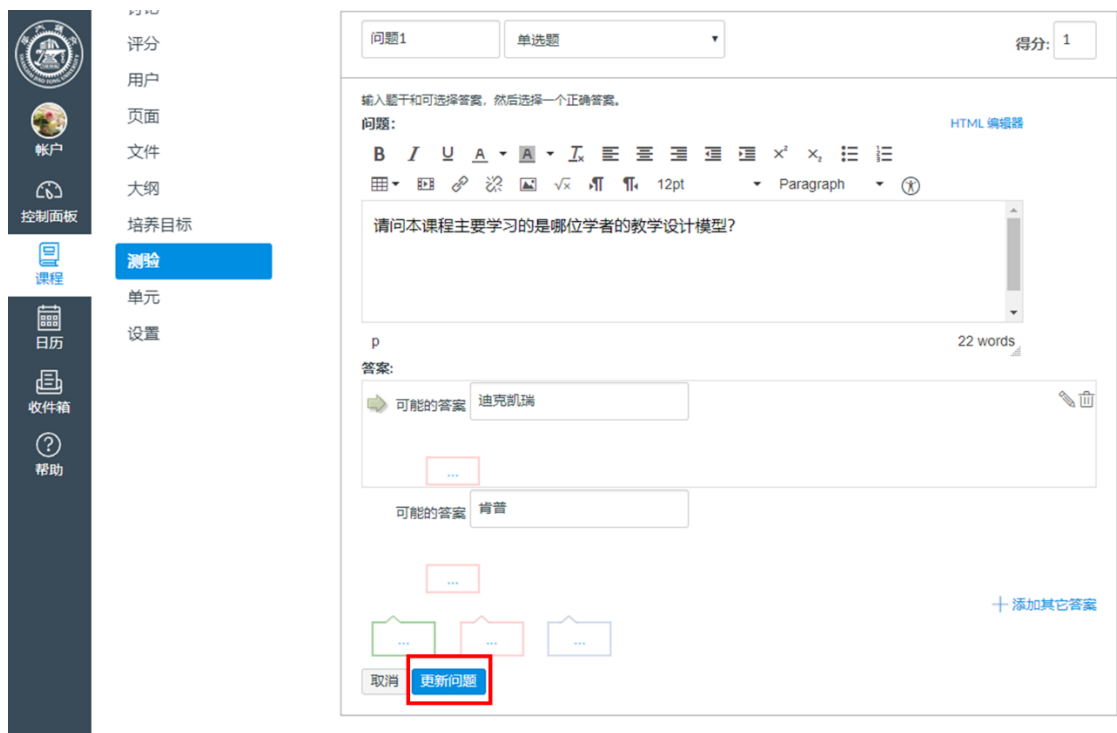 评分
用户
页面
文件
大纲
培养目标
测验
单元
设置
帐户
控制面板
课程
日历
收件箱
帮助
问题1 单选题 得分: 1
输入题干和可选择答案，然后选择一个正确答案。
问题: HTML 编辑器
12pt Paragraph
请问本课程主要学习的是哪位学者的教学设计模型?
p 22 words
答案:
可能的答案 迪克凯瑞
...
可能的答案 肯普
...
添加其它答案
... ... ...
取消 更新问题